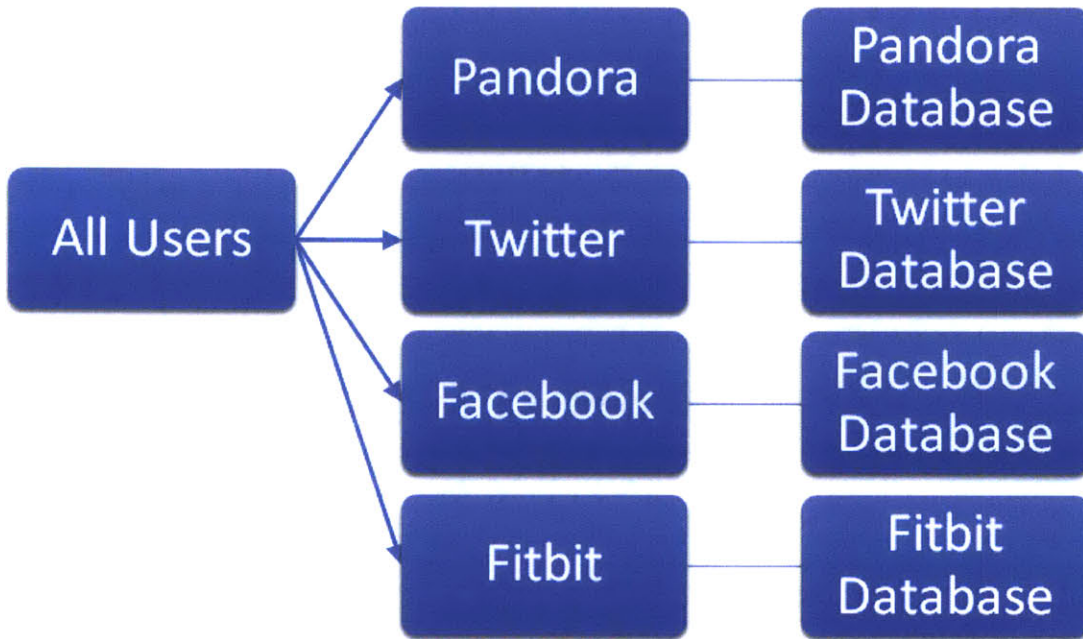 All Users
Pandora
Pandora
Database
Twitter
Twitter
Database
Facebook
Facebook
Database
Fitbit
Fitbit
Database